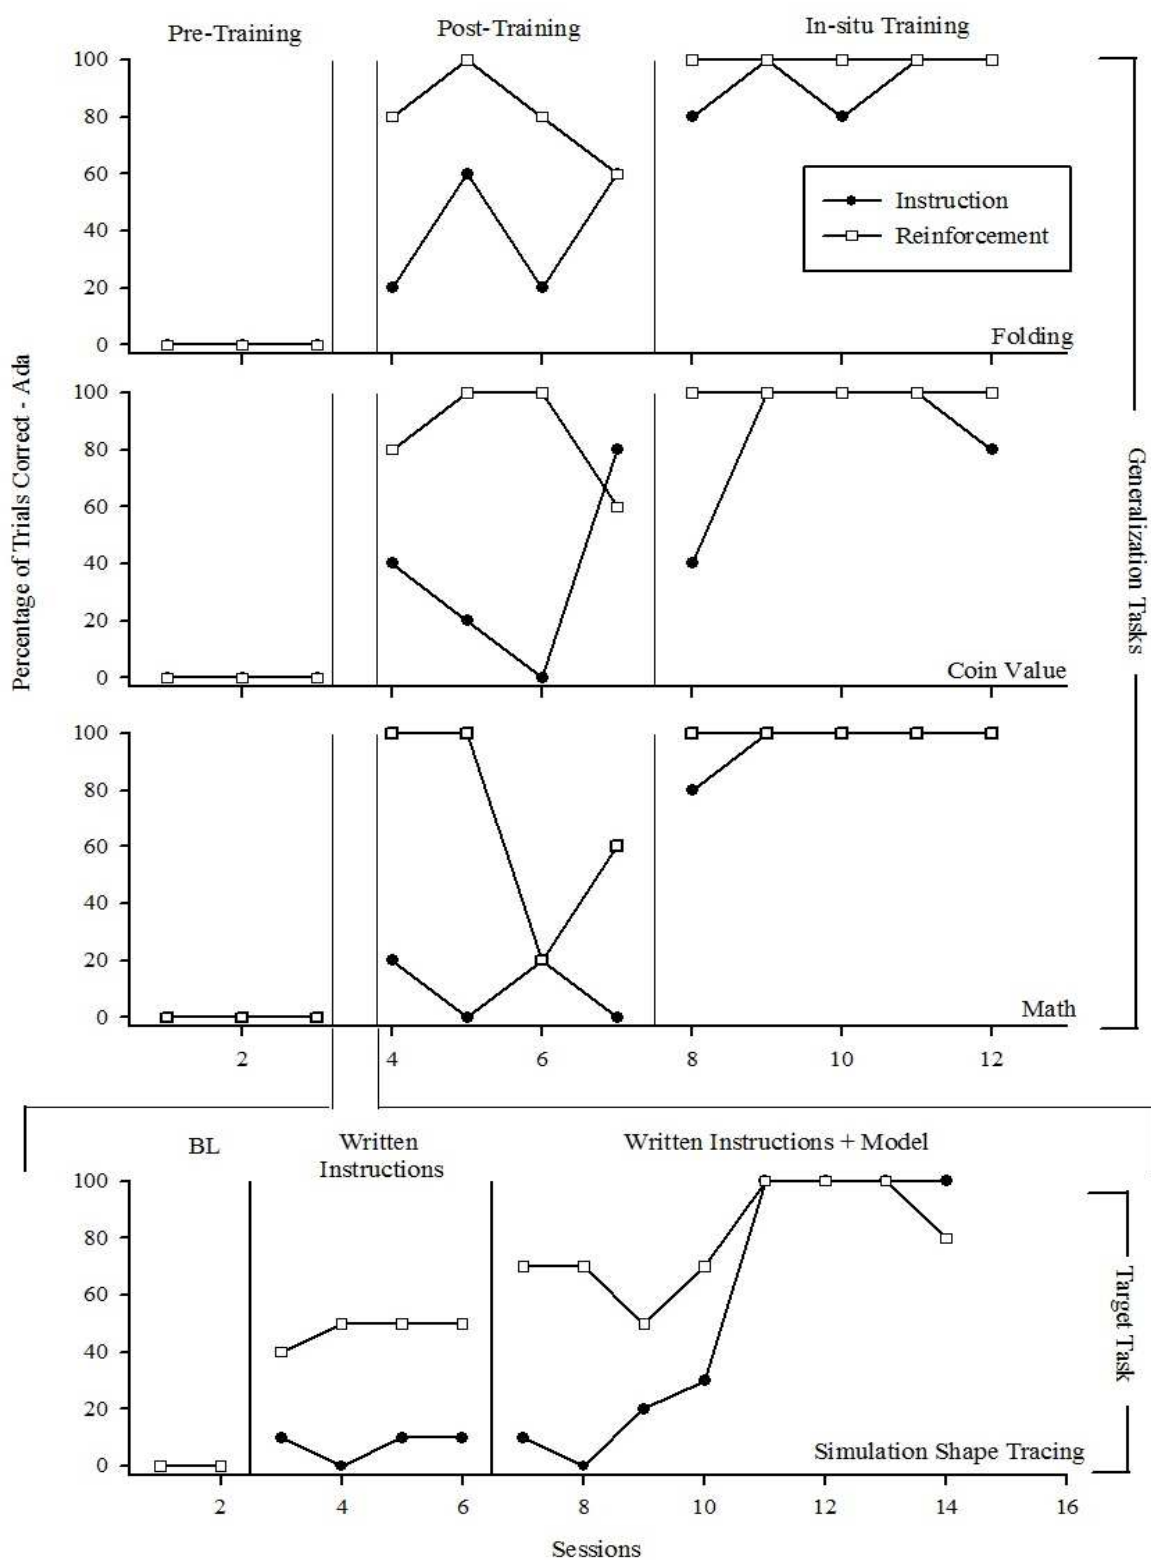 Pre-Training
Post-Training
In-situ Training
100
80
60
40
20
0
Instruction
Reinforcement
Folding
100
80
60
40
20
0
Coin Value
100
80
60
40
20
0
Math
2
4
6
8
10
12
Percentage of Trials Correct - Ada
Generalization Tasks
BL
Written
Instructions
Written Instructions + Model
100
80
60
40
20
0
Simulation Shape Tracing
Target Task
2
4
6
8
10
12
14
16
Sessions